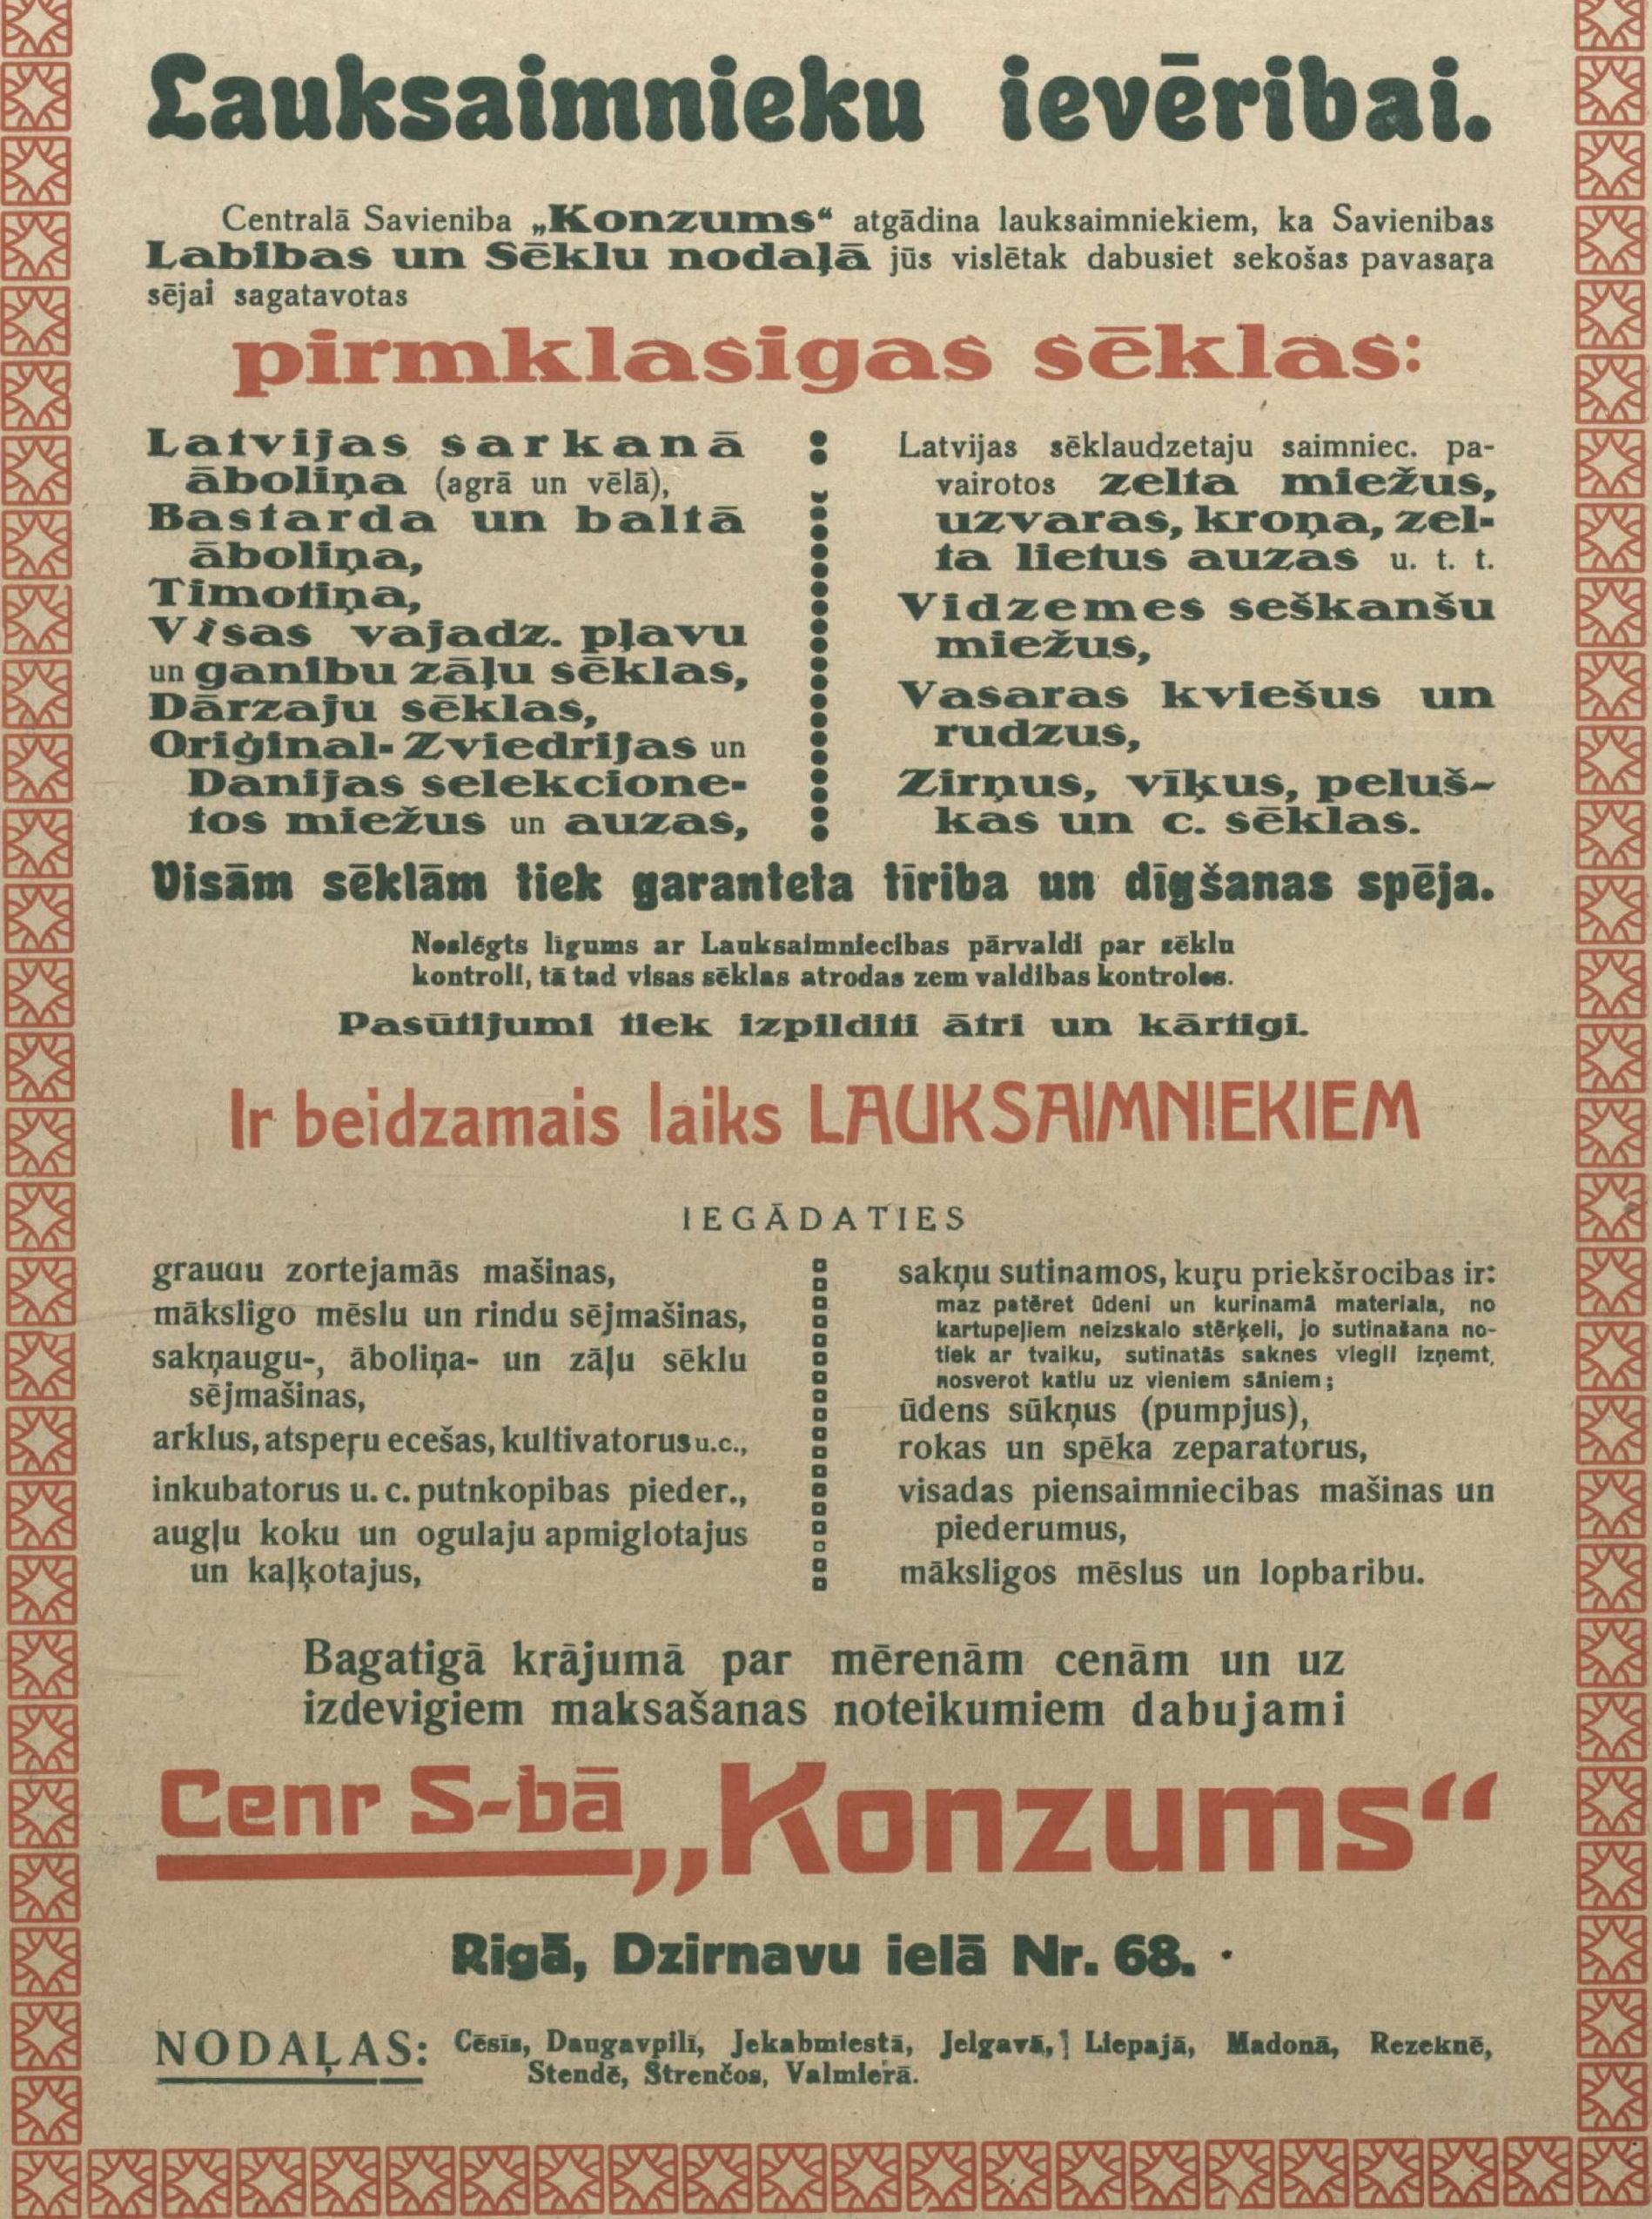 Lauksaimnieku ievēribai.
Centralā Savieniba „Konzums“ atgādina lauksaimniekiem, ka Savienibas
Labibas un Sēklu nodaļā jūs vislētak dabusiet sekošas pavasaŗa
sējai sagatavotas
pirmklasigas sēklas:
Latvijas sarkanā
āboliņa (agrā un vēlā),
Bastarda un baltā
āboliņa,
Timotiņa,
Visas vajadz. pļavu
un ganibu zāļu sēklas,
Dārzaju sēklas,
Oriģinal-Zviedrijas un
Danijas selekcione-
tos miežus un auzas,
Latvijas sēklaudzetaju saimniec. pa-
vairotos zelta miežus,
uzvaras, kroņa, zel-
ta lietus auzas u. t. t.
Vidzemes seškanšu
miežus,
Vasaras kviešus un
rudzus,
Zirņus, vīķus, peluš-
kas un c. sēklas.
Visām sēklām tiek garanteta tīriba un dīgšanas spēja.
Noslēgts ligums ar Lauksaimniecibas pārvaldi par sēklu
kontroli, tā tad visas sēklas atrodas zem valdibas kontroles.
Pasūtijumi tiek izpilditi ātri un kārtigi.
Ir beidzamais laiks LAUKSAIMNIEKIEM
IEGĀDATIES
graudu zortejamās mašinas,
māksligo mēslu un rindu sējmašinas,
sakņaugu-, āboliņa- un zāļu sēklu
sējmašinas,
arklus, atspeŗu ecešas, kultivatorus u.c.,
inkubatorus u. c. putnkopibas pieder.,
augļu koku un ogulaju apmiglotajus
un kaļķotajus,
sakņu sutinamos, kuŗu priekšrocibas ir:
maz patēret ūdeni un kurinamā materiala, no
kartupeļiem neizskalo stērķeli, jo sutinašana no-
tiek ar tvaiku, sutinatās saknes viegli izņemt,
nosverot katlu uz vieniem sāniem;
ūdens sūkņus (pumpjus),
rokas un spēka zeparatorus,
visadas piensaimniecibas mašinas un
piederumus,
māksligos mēslus un lopbaribu.
Bagatigā krājumā par mērenām cenām un uz
izdevigiem maksašanas noteikumiem dabujami
Cenr S-bā „Konzums“
Rigā, Dzirnavu ielā Nr. 68.
NODAĻAS: Cēsis, Daugavpilī, Jekabmiestā, Jelgavā, Liepajā, Madonā, Rezeknē,
Stendē, Strenčos, Valmierā.